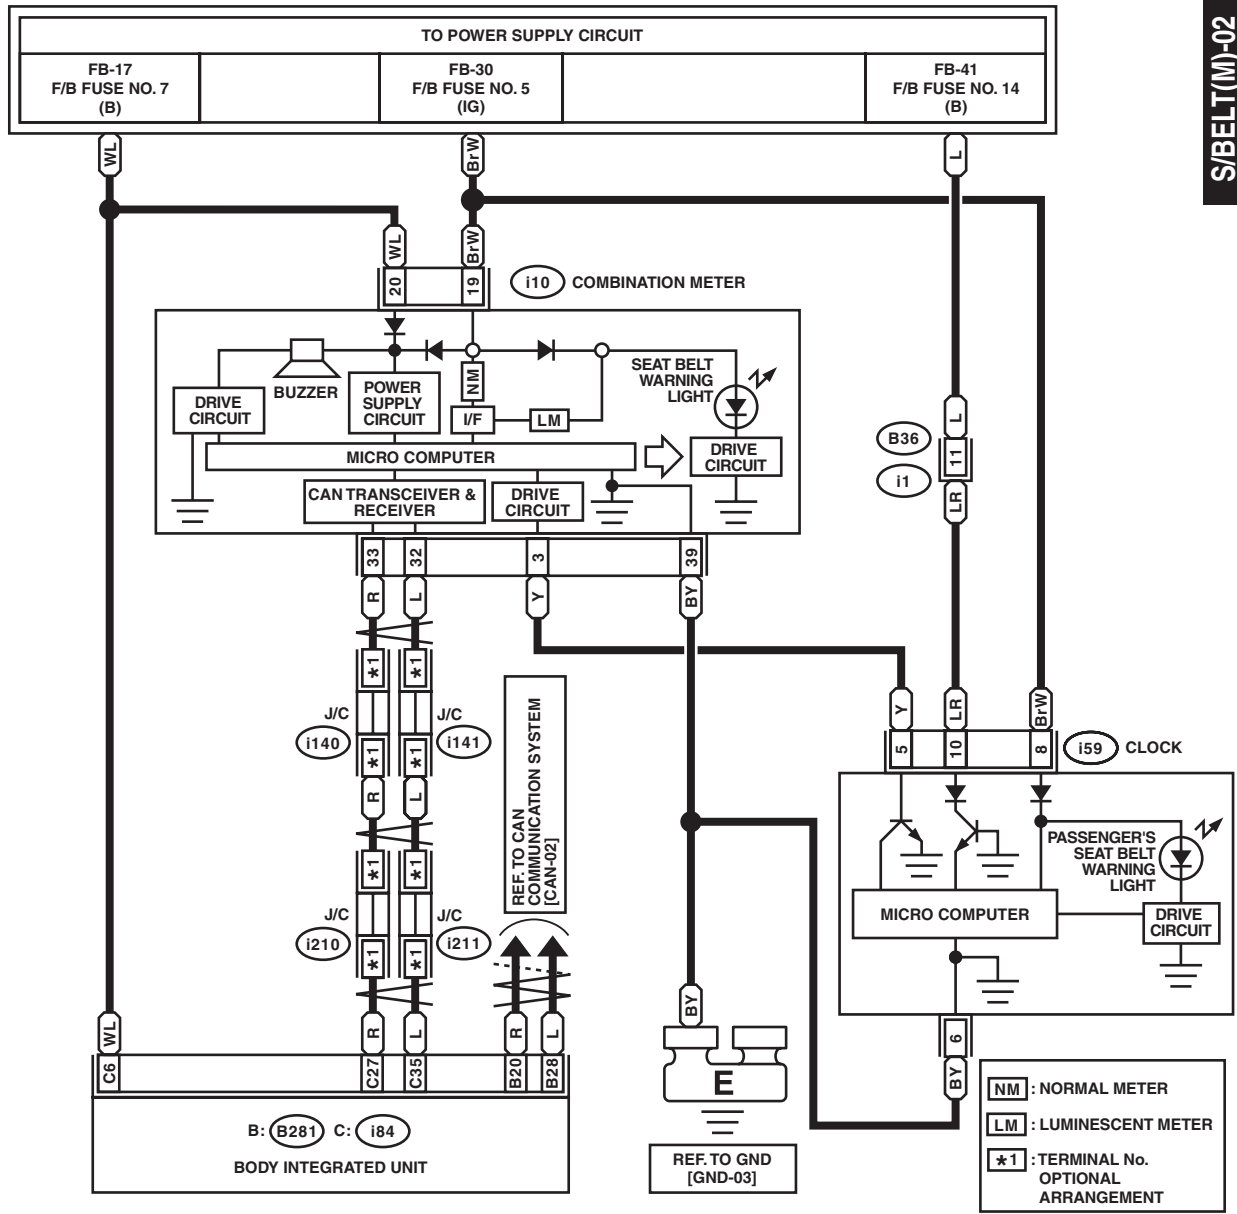 S/BELT(M)-02
TO POWER SUPPLY CIRCUIT
FB-17
F/B FUSE NO. 7
(B)
FB-30
F/B FUSE NO. 5
(IG)
FB-41
F/B FUSE NO. 14
(B)
WL
BrW
L
WL
BrW
20
19
i10
COMBINATION METER
BUZZER
DRIVE
CIRCUIT
POWER
SUPPLY
CIRCUIT
NM
I/F
LM
SEAT BELT
WARNING
LIGHT
MICRO COMPUTER
DRIVE
CIRCUIT
CAN TRANSCEIVER &
RECEIVER
DRIVE
CIRCUIT
L
B36
11
i1
LR
33
32
3
39
R
L
Y
BY
*1
*1
J/C
J/C
i140
i141
*1
*1
R
L
*1
*1
J/C
J/C
i210
i211
*1
*1
REF. TO CAN
COMMUNICATION SYSTEM
[CAN-02]
Y
LR
BrW
5
10
8
i59
CLOCK
PASSENGER'S
SEAT BELT
WARNING
LIGHT
MICRO COMPUTER
DRIVE
CIRCUIT
6
BY
WL
R
L
R
L
C6
C27
C35
B20
B28
B:
B281
C:
i84
BODY INTEGRATED UNIT
BY
E
REF. TO GND
[GND-03]
NM : NORMAL METER
LM : LUMINESCENT METER
*1 : TERMINAL No.
OPTIONAL
ARRANGEMENT